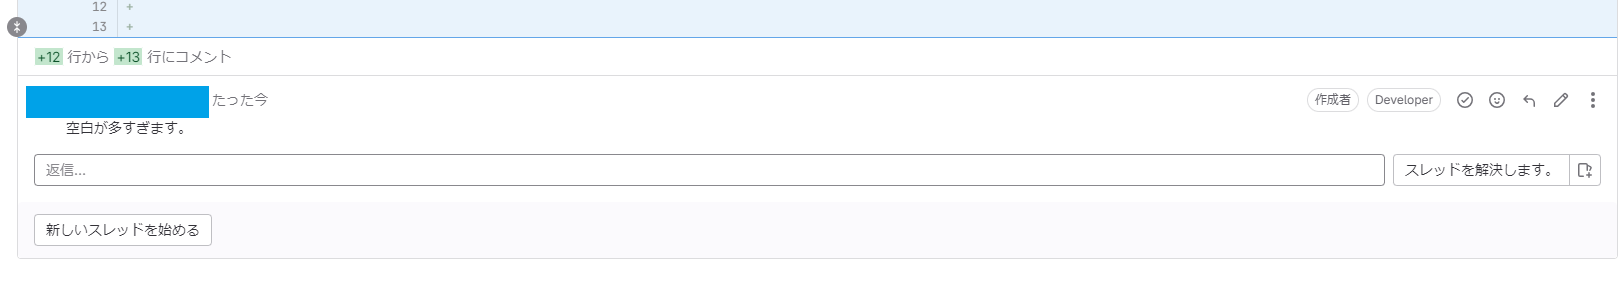 12 +
13 +
+12 行から +13 行にコメント
たった今 作成者 Developer
空白が多すぎます。
返信... スレッドを解決します。
新しいスレッドを始める